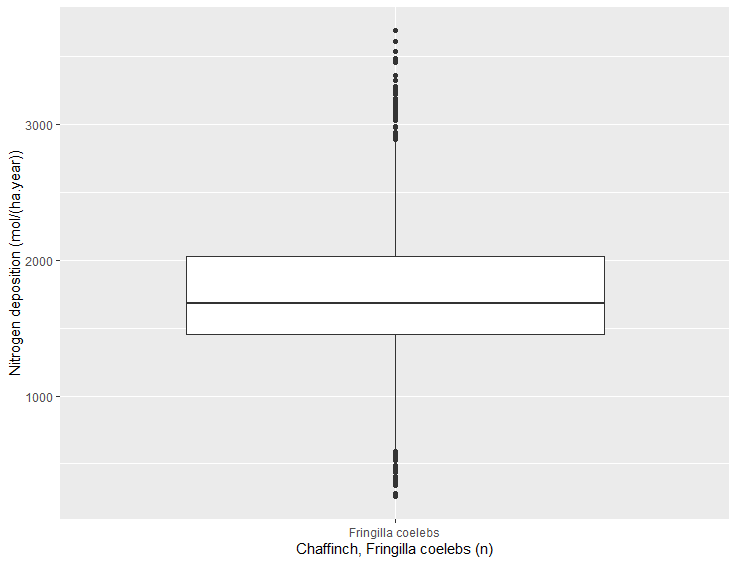 Nitrogen deposition (mol/(ha.year))
3000
2000
1000
Fringilla coelebs
Chaffinch, Fringilla coelebs (n)